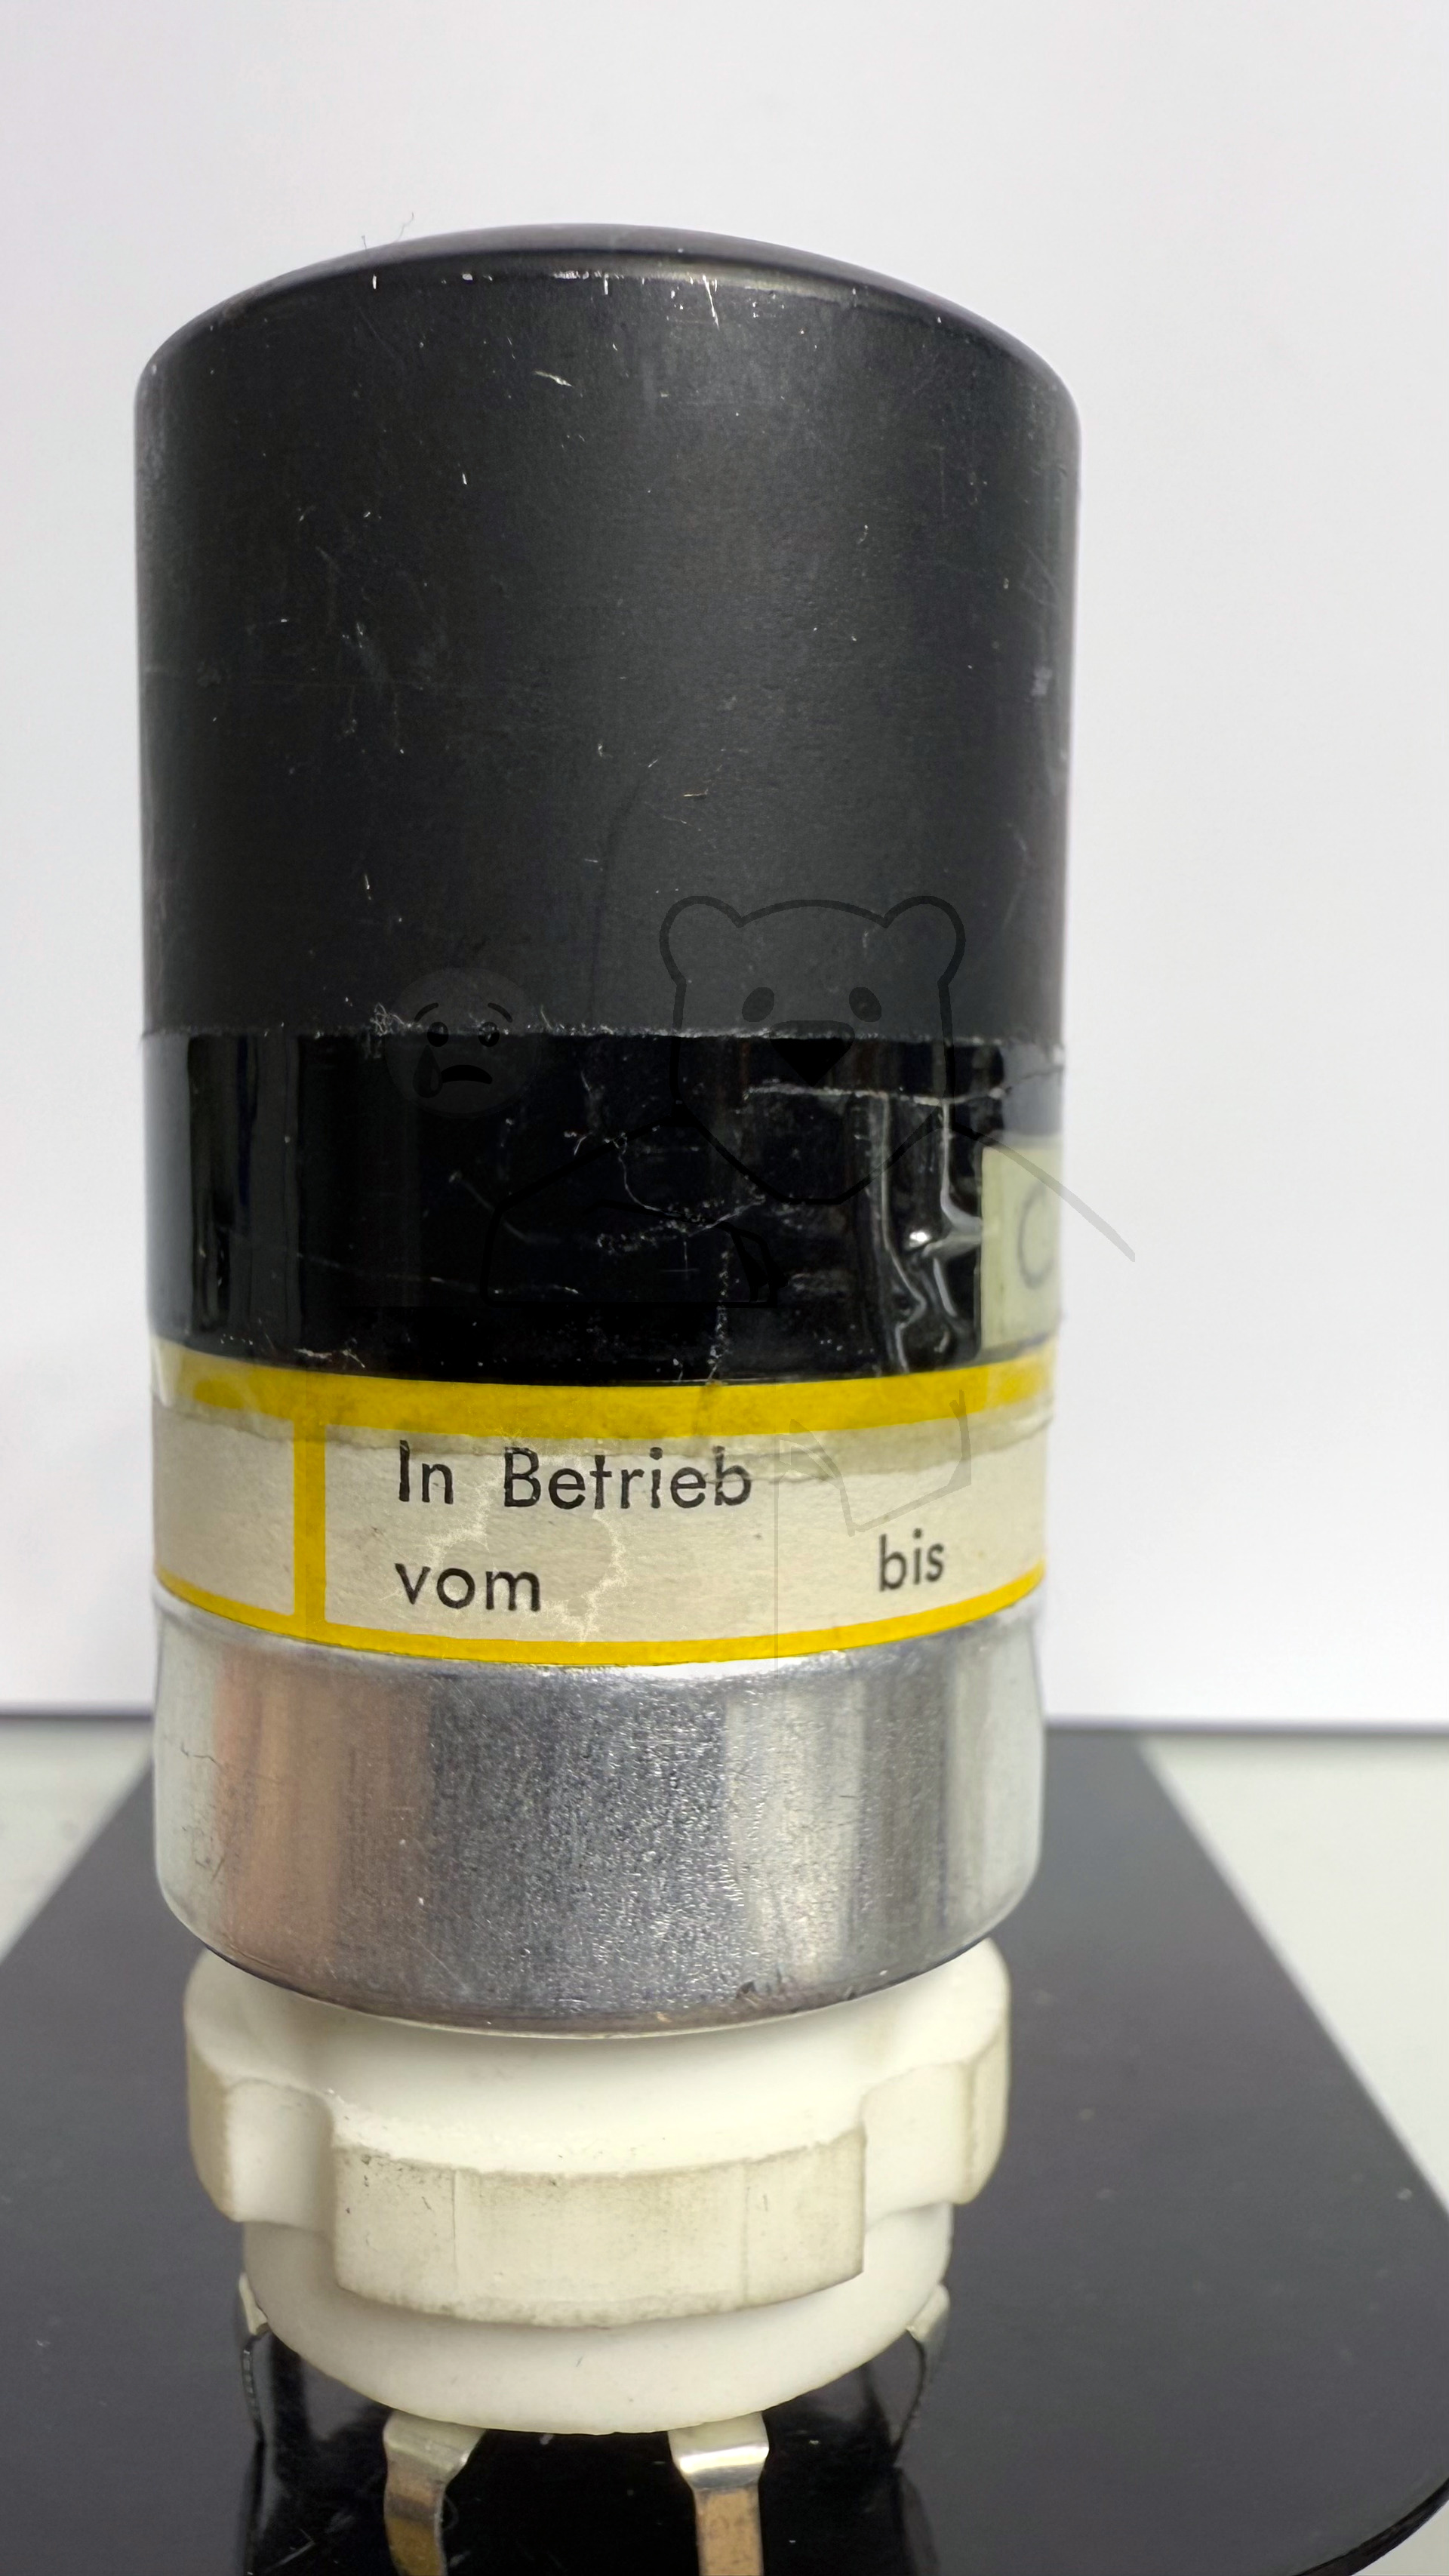 In Betrieb
vom bis